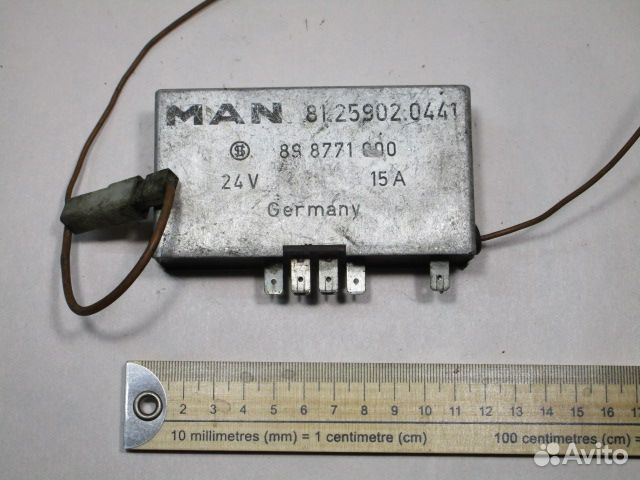 MAN 81.25902.0441
89 8771 000
24V 15A
Germany
2 3 4 5 6 7 8 9 10 11 12 13 14 15 16 17
10 millimetres (mm) = 1 centimetre (cm) 100 centimetres (cm) =
Avito